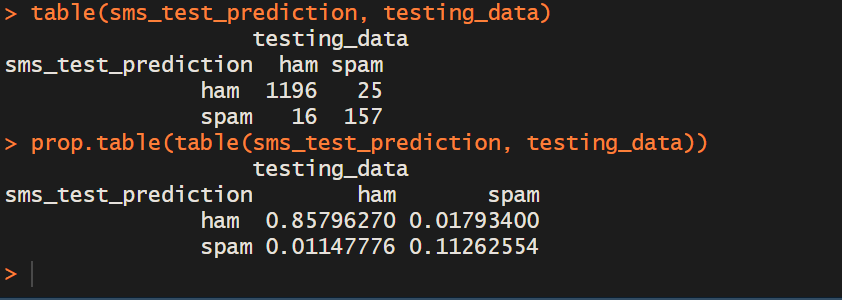 > table(sms_test_prediction, testing_data)
                   testing_data
sms_test_prediction  ham spam
               ham  1196   25
               spam   16  157
> prop.table(table(sms_test_prediction, testing_data))
                   testing_data
sms_test_prediction        ham       spam
               ham  0.85796270 0.01793400
               spam 0.01147776 0.11262554
>